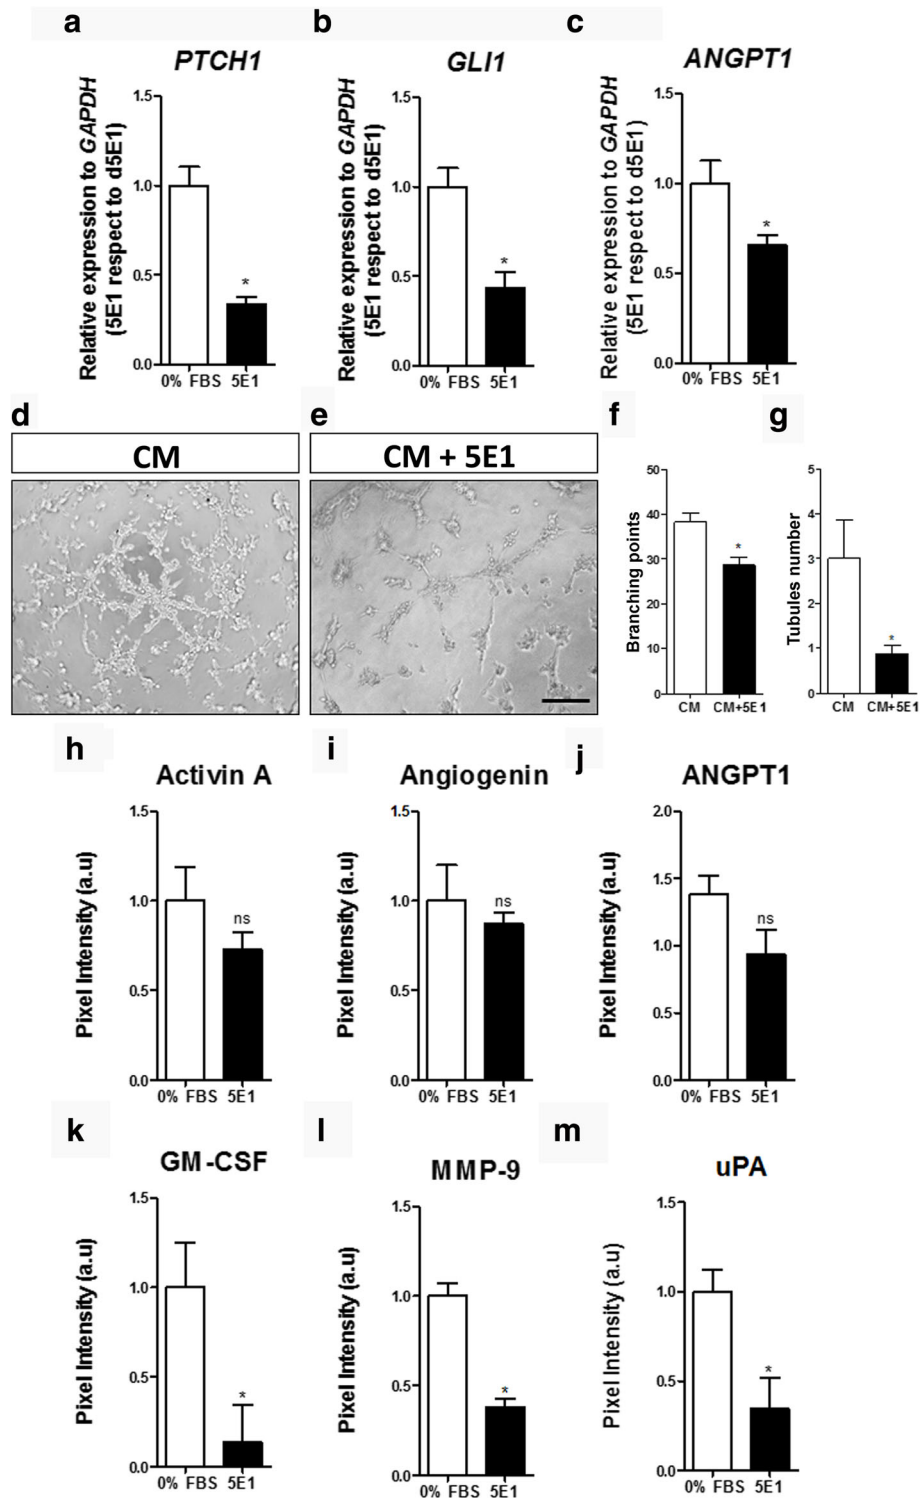 a b c
PTCH1 GLI1 ANGPT1
Relative expression to GAPDH
(5E1 respect to d5E1)
1.5
1.0
0.5
0.0
*
0% FBS 5E1
Relative expression to GAPDH
(5E1 respect to d5E1)
1.5
1.0
0.5
0.0
*
0% FBS 5E1
Relative expression to GAPDH
(5E1 respect to d5E1)
1.5
1.0
0.5
0.0
*
0% FBS 5E1
d e f g
CM CM + 5E1
Branching points
50
40
30
20
10
0
*
CM CM+5E1
Tubules number
5
4
3
2
1
0
*
CM CM+5E1
h i j
Activin A Angiogenin ANGPT1
Pixel Intensity (a.u)
1.5
1.0
0.5
0.0
ns
0% FBS 5E1
Pixel Intensity (a.u)
1.5
1.0
0.5
0.0
ns
0% FBS 5E1
Pixel Intensity (a.u)
2.0
1.5
1.0
0.5
0.0
ns
0% FBS 5E1
k l m
GM-CSF MMP-9 uPA
Pixel Intensity (a.u)
1.5
1.0
0.5
0.0
*
0% FBS 5E1
Pixel Intensity (a.u)
1.5
1.0
0.5
0.0
*
0% FBS 5E1
Pixel Intensity (a.u)
1.5
1.0
0.5
0.0
*
0% FBS 5E1